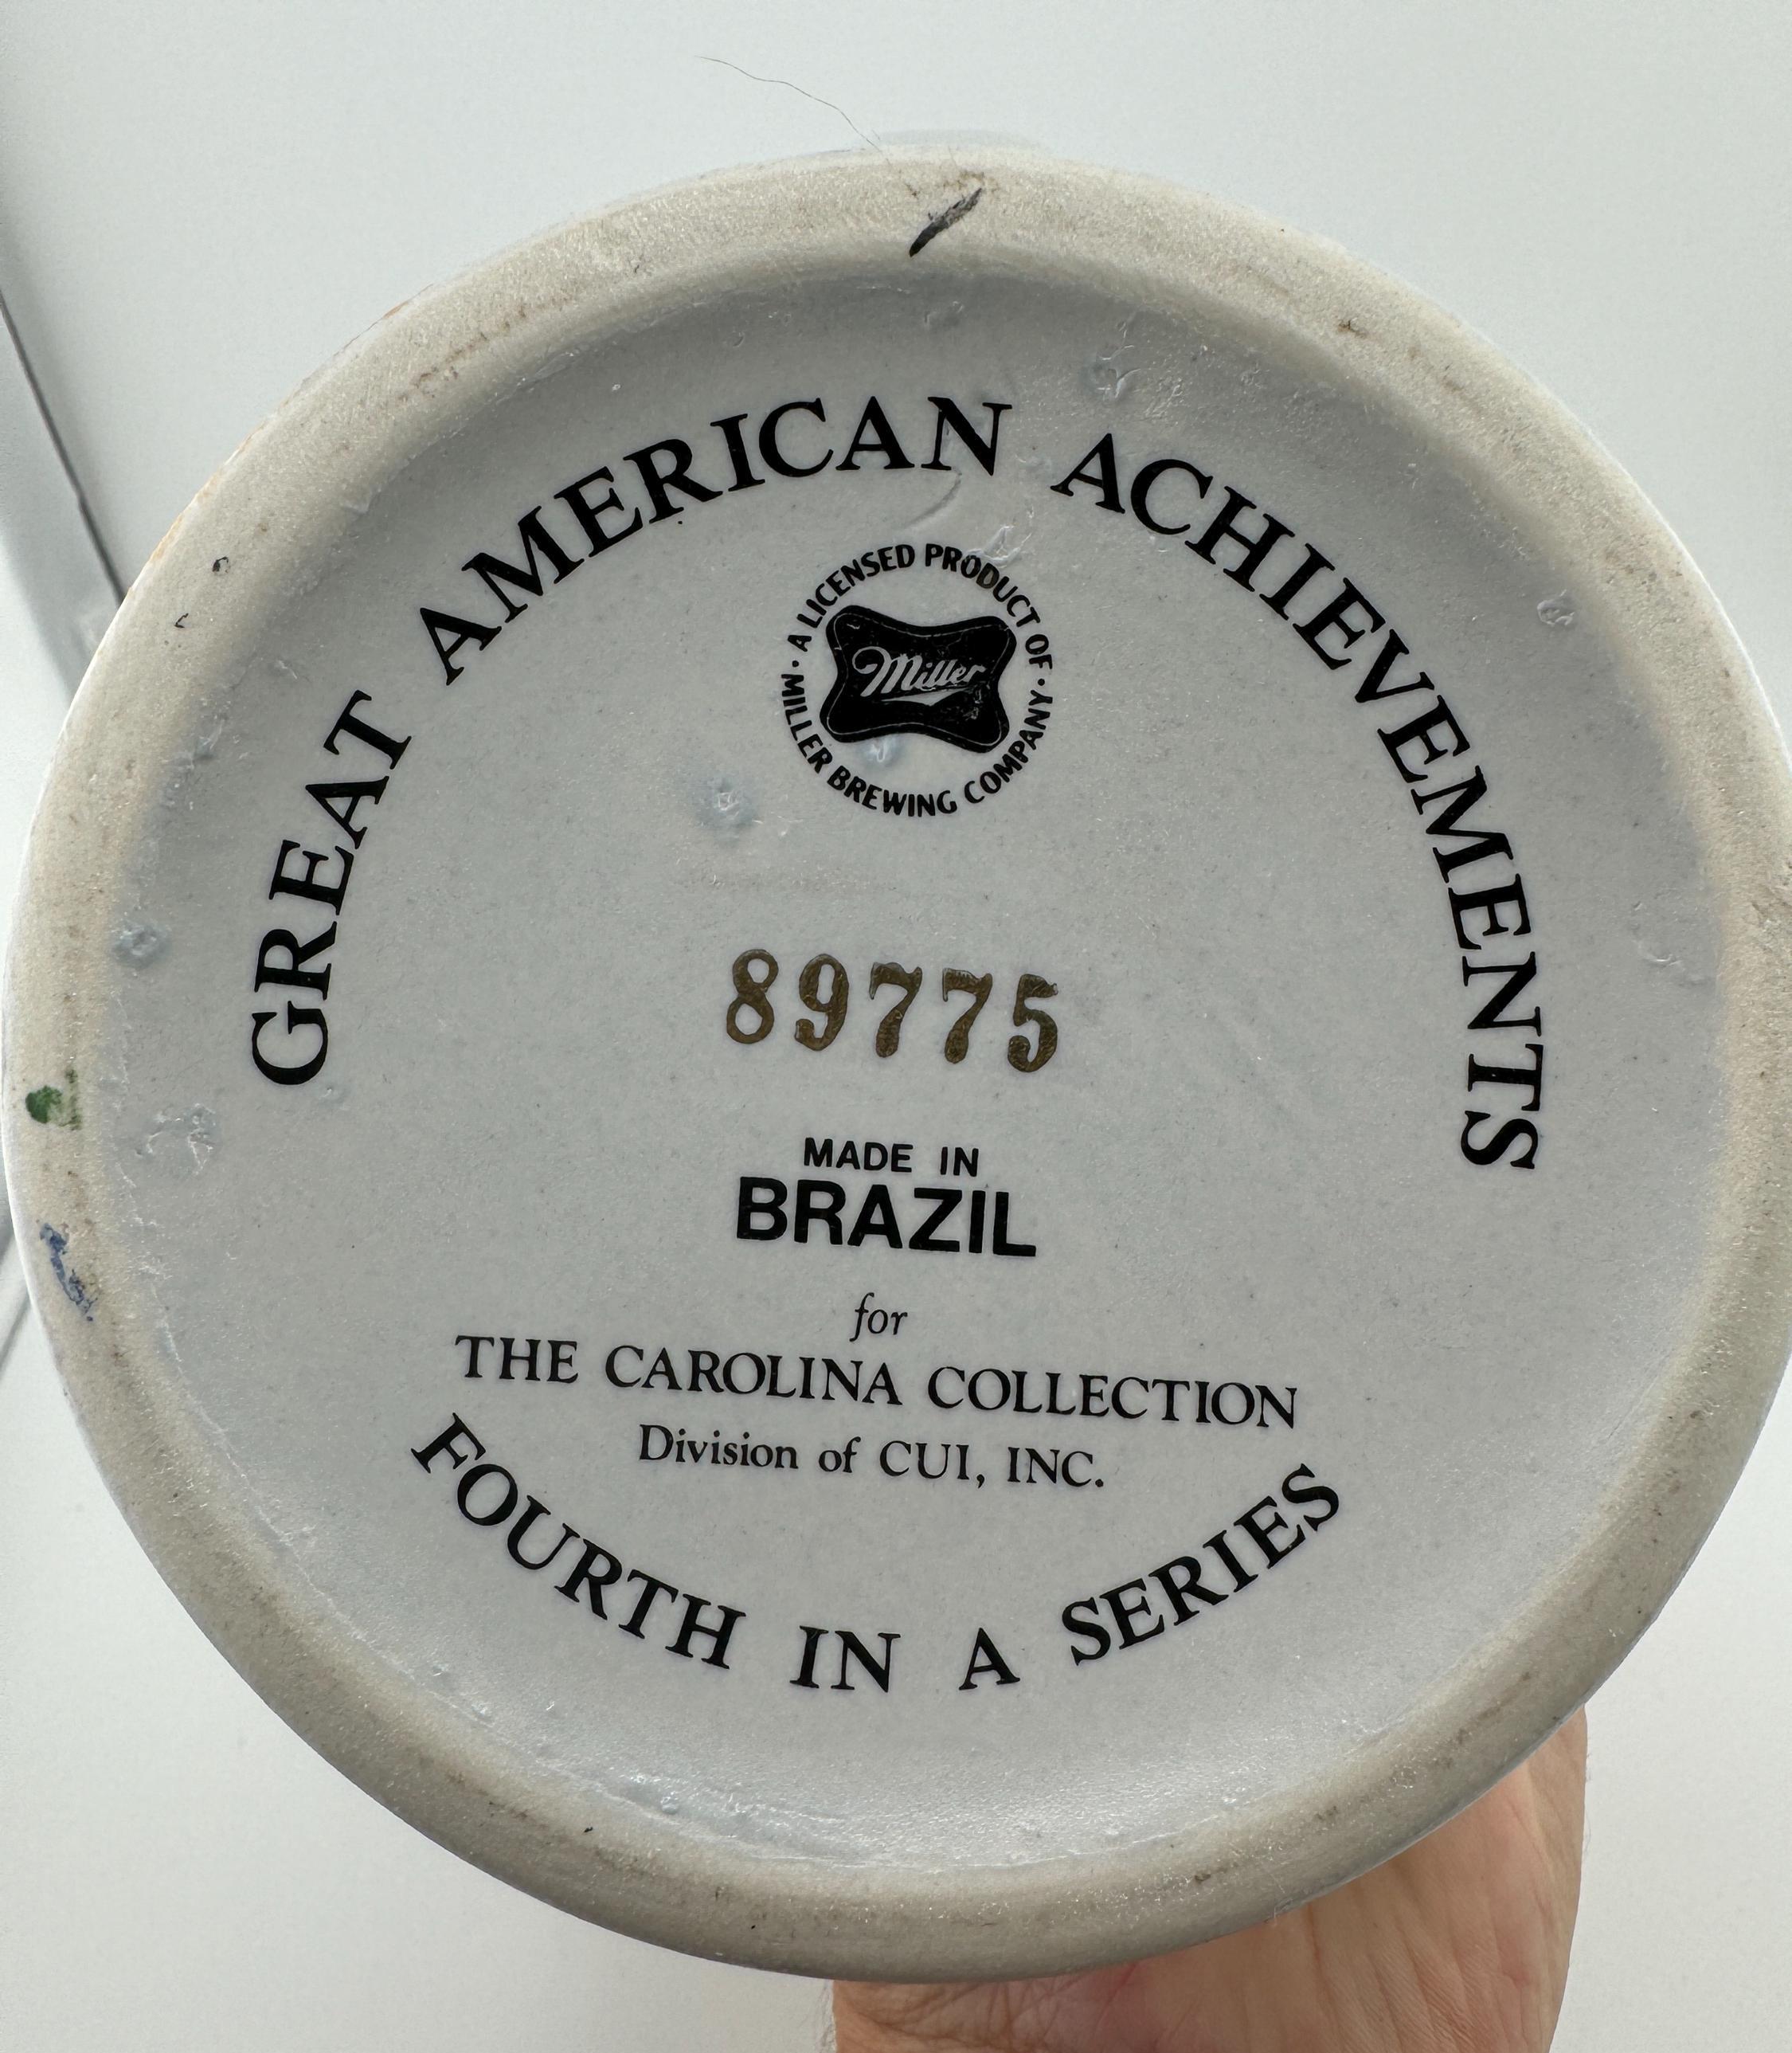 GREAT AMERICAN ACHIEVEMENTS
· A LICENSED PRODUCT OF ·
Miller
MILLER BREWING COMPANY
89775
MADE IN
BRAZIL
for
THE CAROLINA COLLECTION
Division of CUI, INC.
FOURTH IN A SERIES